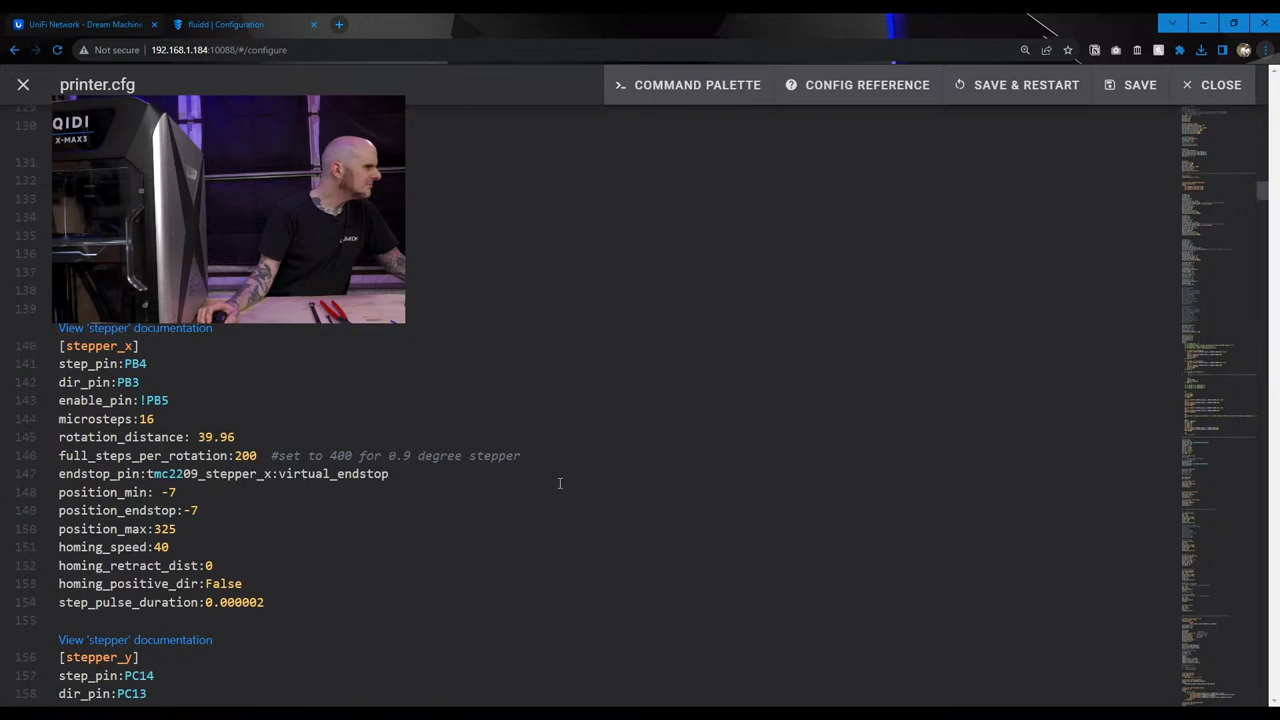 UniFi Network - Dream Machine
fluidd | Configuration
Not secure
192.168.1.184:10088/#/configure
printer.cfg
COMMAND PALETTE
CONFIG REFERENCE
SAVE & RESTART
SAVE
CLOSE
QIDI
X-MAX3
129
130
131
132
133
134
135
136
137
138
139
View 'stepper' documentation
140 [stepper_x]
141 step_pin:PB4
142 dir_pin:PB3
143 enable_pin:!PB5
144 microsteps:16
145 rotation_distance: 39.96
146 full_steps_per_rotation:200 #set to 400 for 0.9 degree stepper
147 endstop_pin:tmc2209_stepper_x:virtual_endstop
148 position_min: -7
149 position_endstop:-7
150 position_max:325
151 homing_speed:40
152 homing_retract_dist:0
153 homing_positive_dir:False
154 step_pulse_duration:0.000002
155
View 'stepper' documentation
156 [stepper_y]
157 step_pin:PC14
158 dir_pin:PC13